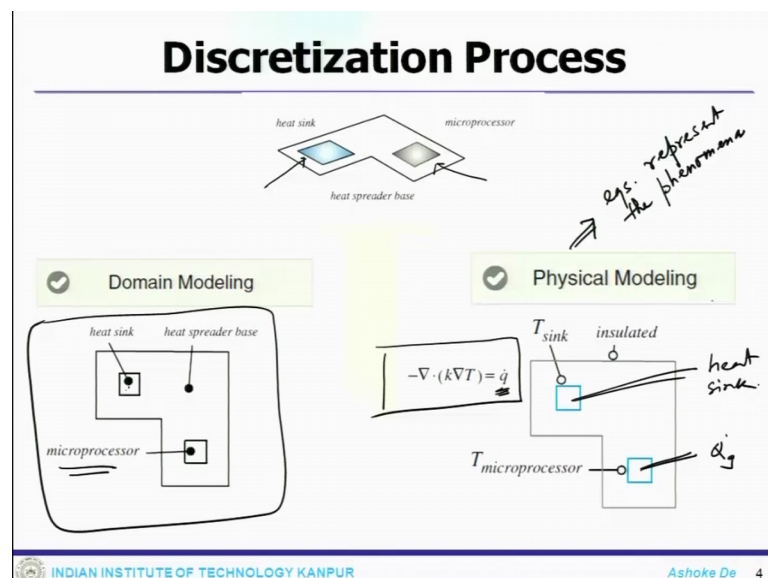 Discretization Process
heat sink
microprocessor
heat spreader base
eqs. represent
the phenomena
Domain Modeling
Physical Modeling
heat sink
heat spreader base
microprocessor
-∇·(k∇T) = q̇
T_sink
insulated
heat
sink.
T_microprocessor
Q̇g
INDIAN INSTITUTE OF TECHNOLOGY KANPUR
Ashoke De 4